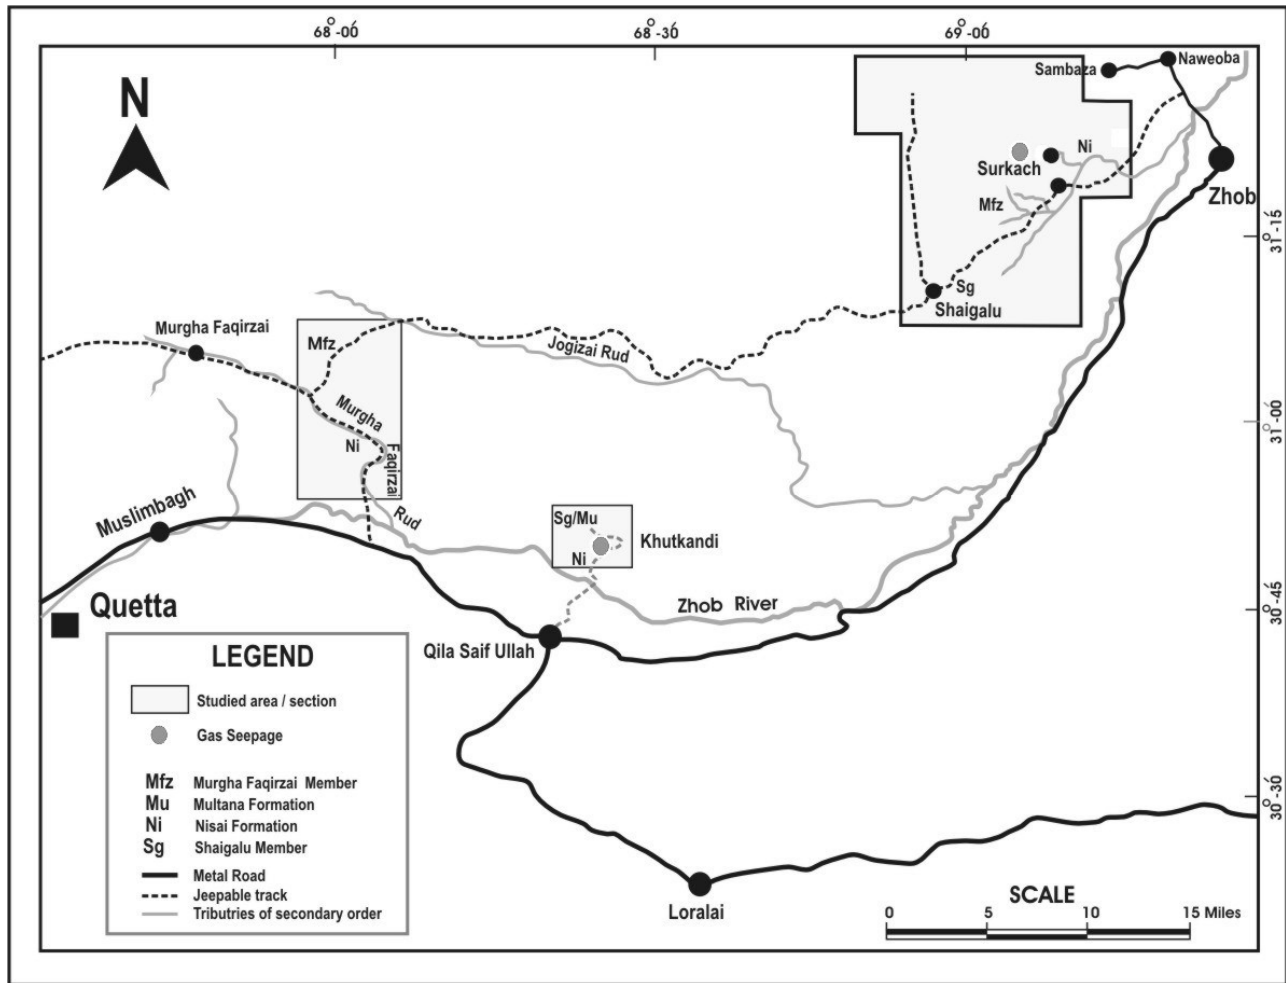 68°-00'
68°-30'
69°-00'
N
Sambaza
Naweoba
Ni
Surkach
Mfz
Zhob
31°-15'
Sg
Shaigalu
Murgha Faqirzai
Mfz
Jogizai Rud
Murgha
Ni
Faqirzai
Rud
31°-00'
Muslimbagh
Sg/Mu
Khutkandi
Ni
Quetta
Zhob River
30°-45'
Qila Saif Ullah
LEGEND
Studied area / section
Gas Seepage
Mfz Murgha Faqirzai Member
Mu Multana Formation
Ni Nisai Formation
Sg Shaigalu Member
Metal Road
Jeepable track
Tributries of secondary order
30°-30'
Loralai
SCALE
0 5 10 15 Miles